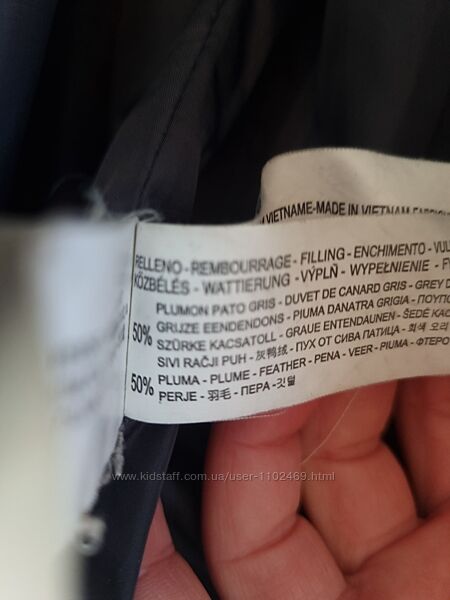 VIETNAME-MADE IN VIETNAM
RELLENO - REMBOURRAGE - FILLING - ENCHIMENTO - VUL
KÖZBÉLÉS - WATTIERUNG - VÝPLŇ - WYPEŁNIENIE -
PLUMON PATO GRIS - DUVET DE CANARD GRIS - GREY D
50% GRIJZE EENDENDONS - PIUMA DANATRA GRIGIA - ΠΟΥΠΟ
SZÜRKE KACSATOLL - GRAUE ENTENDAUNEN - ŠEDÉ KAČ
SIVI RAČJI PUH - 灰鸭绒 - ПУХ ОТ СИВА ПАТИЦА - 회색 오리
50% PLUMA - PLUME - FEATHER - PENA - VEER - PIUMA - ΦΤΕΡΟ
PERJE - 羽毛 - ПЕРА - 깃털
www.kidstaff.com.ua/user-1102469.html